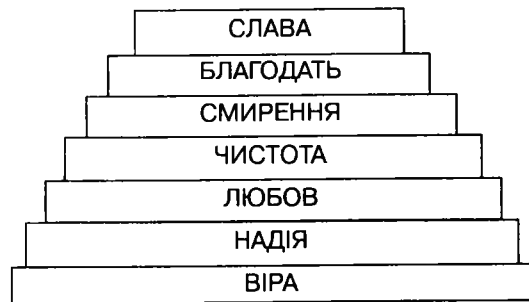 СЛАВА
БЛАГОДАТЬ
СМИРЕННЯ
ЧИСТОТА
ЛЮБОВ
НАДІЯ
ВІРА